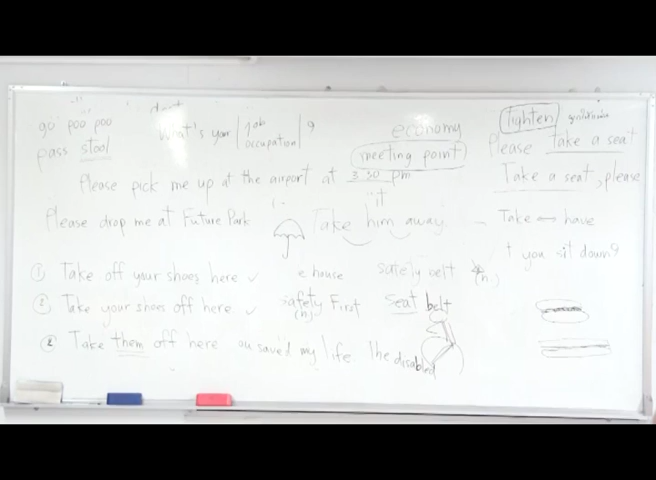 go poo poo
pass stool
What's your | job | ?
occupation
economy
meeting point
Tighten
Please Take a seat
Take a seat, please
Please pick me up at the airport at 3.30 pm
it
Please drop me at Future Park
Take him away
Take ↔ have
you sit down?
① Take off your shoes here ✓
② Take your shoes off here ✓
② Take them off here
e house
safety belt
(n.)
Safety First
(n)
Seat belt
saved my life.
The disabled